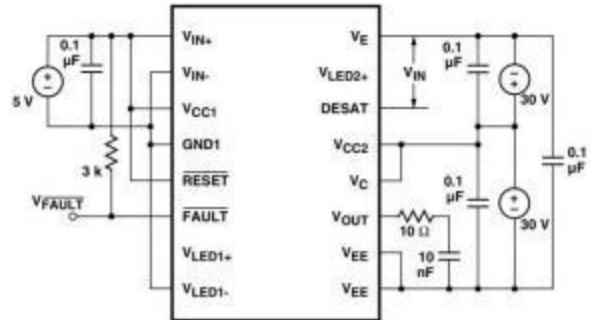 5 V
0.1
µF
3 k
V_FAULT
V_IN+
V_IN-
V_CC1
GND1
RESET
FAULT
V_LED1+
V_LED1-
V_E
V_LED2+
DESAT
V_CC2
V_C
V_OUT
V_EE
V_EE
V_IN
10 Ω
10
nF
0.1
µF
0.1
µF
30 V
30 V
0.1
µF